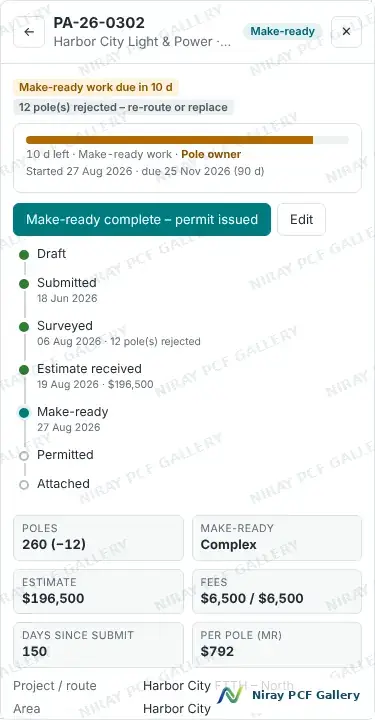 PA-26-0302
Harbor City Light & Power ·...
Make-ready
Make-ready work due in 10 d
12 pole(s) rejected – re-route or replace
10 d left · Make-ready work · Pole owner
Started 27 Aug 2026 · due 25 Nov 2026 (90 d)
Make-ready complete – permit issued
Edit
Draft
Submitted
18 Jun 2026
Surveyed
06 Aug 2026 · 12 pole(s) rejected
Estimate received
19 Aug 2026 · $196,500
Make-ready
27 Aug 2026
Permitted
Attached
POLES
260 (−12)
MAKE-READY
Complex
ESTIMATE
$196,500
FEES
$6,500 / $6,500
DAYS SINCE SUBMIT
150
PER POLE (MR)
$792
Project / route
Harbor City FTTH – North
Area
Harbor City
Niray PCF Gallery
NIRAY PCF GALLERY